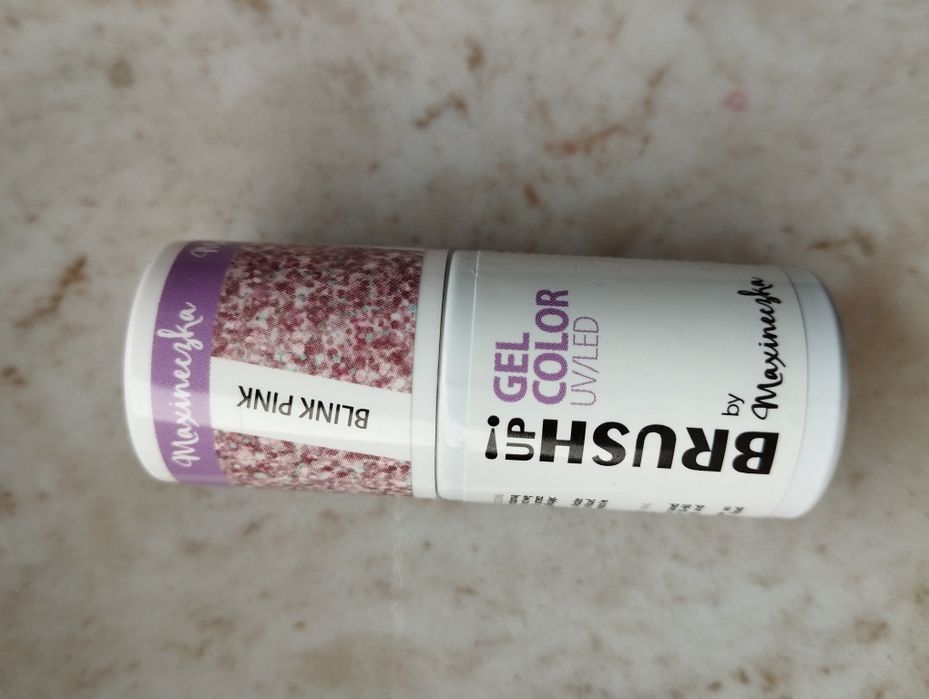 Maxineczka
BLINK PINK
BRUSH
UP!
by
Maxineczka
GEL
COLOR
UV/LED